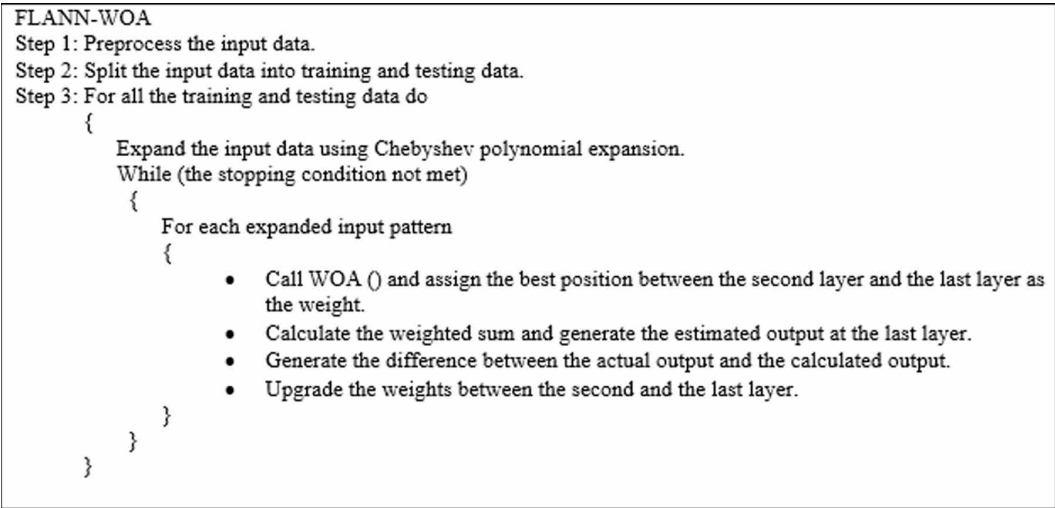 FLANN-WOA
Step 1: Preprocess the input data.
Step 2: Split the input data into training and testing data.
Step 3: For all the training and testing data do
{
Expand the input data using Chebyshev polynomial expansion.
While (the stopping condition not met)
{
For each expanded input pattern
{
• Call WOA () and assign the best position between the second layer and the last layer as
the weight.
• Calculate the weighted sum and generate the estimated output at the last layer.
• Generate the difference between the actual output and the calculated output.
• Upgrade the weights between the second and the last layer.
}
}
}